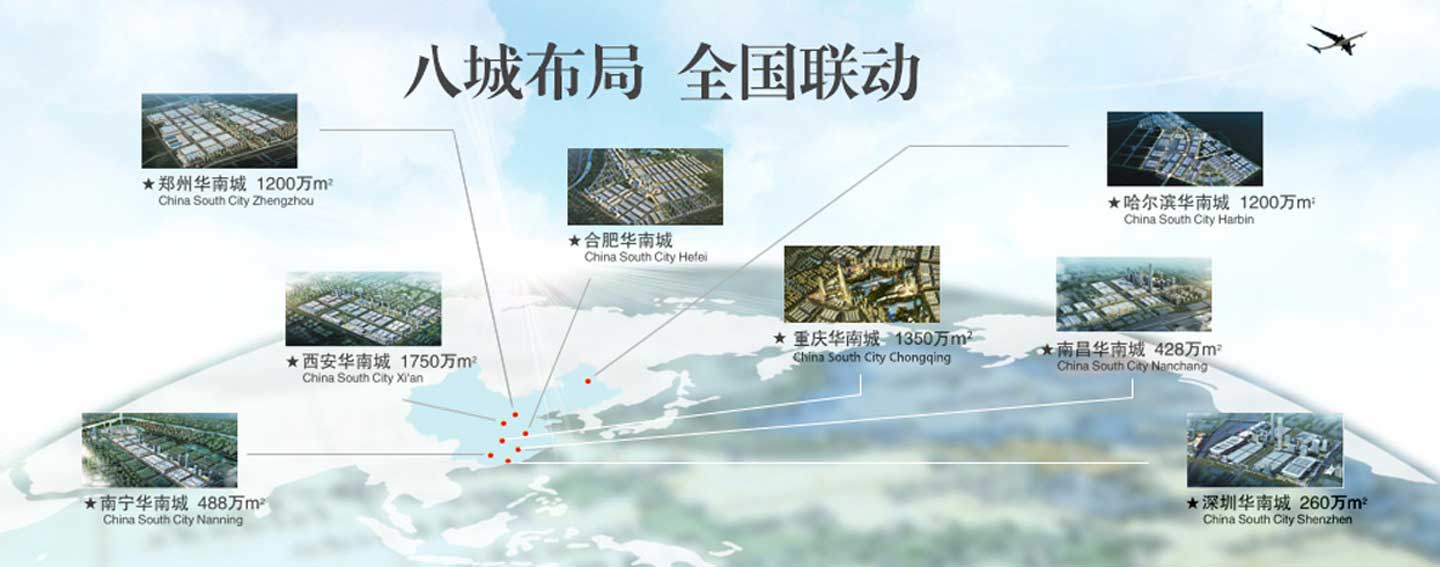 八城布局 全国联动
★郑州华南城 1200万m²
China South City Zhengzhou
★哈尔滨华南城 1200万m²
China South City Harbin
★合肥华南城
China South City Hefei
★西安华南城 1750万m²
China South City Xi'an
★重庆华南城 1350万m²
China South City Chongqing
★南昌华南城 428万m²
China South City Nanchang
★南宁华南城 488万m²
China South City Nanning
★深圳华南城 260万m²
China South City Shenzhen